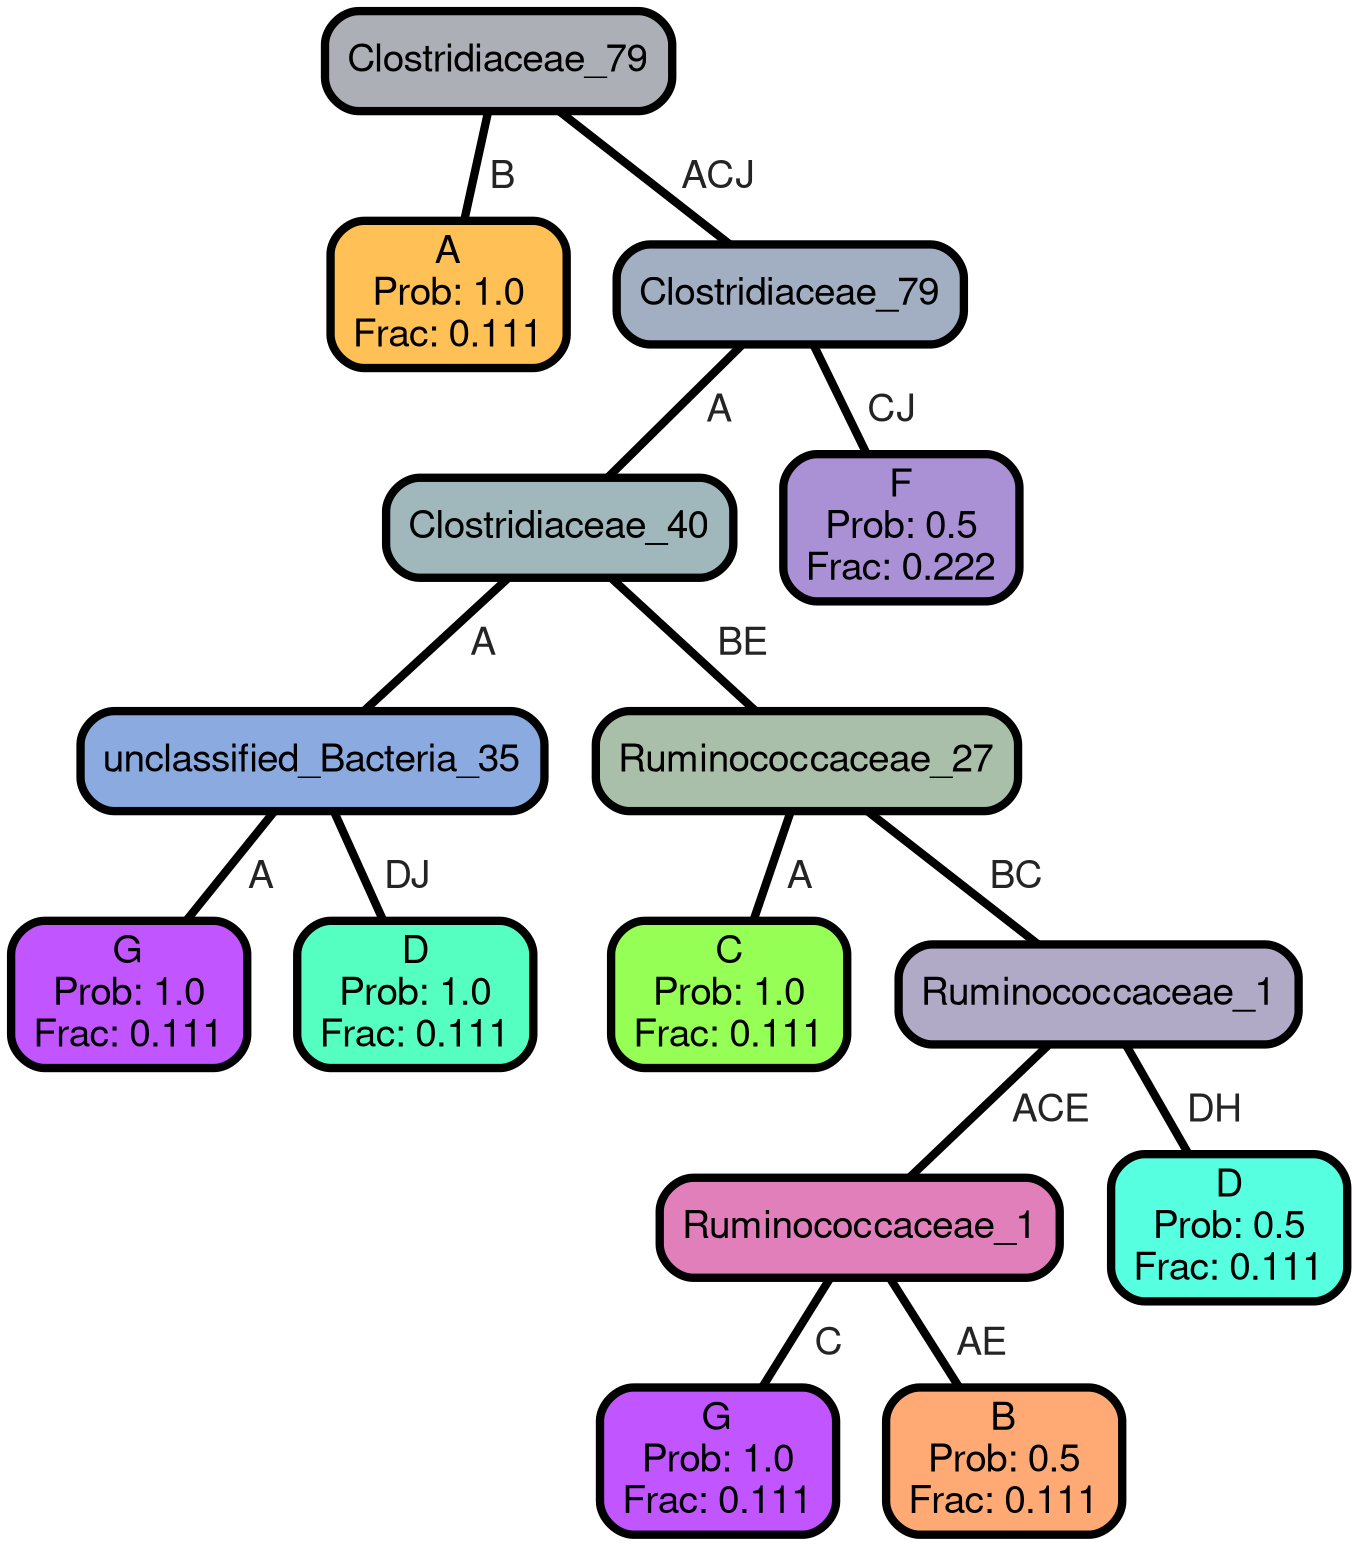 Clostridiaceae_79
B
ACJ
A
Prob: 1.0
Frac: 0.111
Clostridiaceae_79
A
CJ
Clostridiaceae_40
F
Prob: 0.5
Frac: 0.222
A
BE
unclassified_Bacteria_35
Ruminococcaceae_27
A
DJ
A
BC
G
Prob: 1.0
Frac: 0.111
D
Prob: 1.0
Frac: 0.111
C
Prob: 1.0
Frac: 0.111
Ruminococcaceae_1
ACE
DH
Ruminococcaceae_1
D
Prob: 0.5
Frac: 0.111
C
AE
G
Prob: 1.0
Frac: 0.111
B
Prob: 0.5
Frac: 0.111